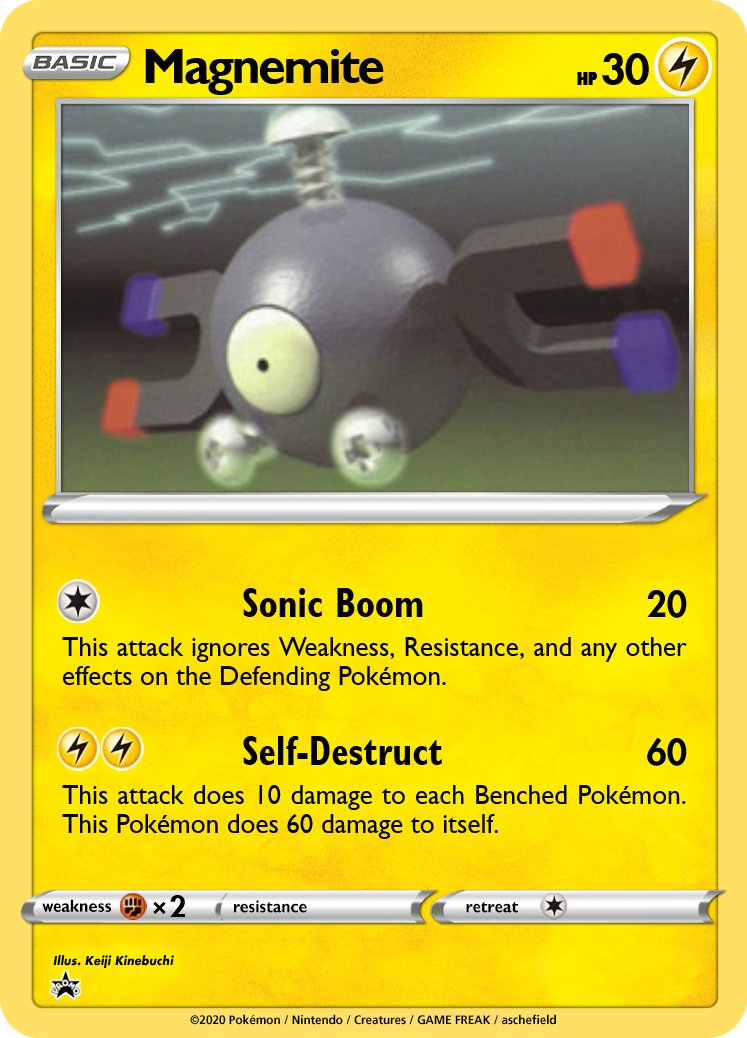 BASIC Magnemite HP 30
Sonic Boom 20
This attack ignores Weakness, Resistance, and any other
effects on the Defending Pokémon.
Self-Destruct 60
This attack does 10 damage to each Benched Pokémon.
This Pokémon does 60 damage to itself.
weakness ×2 resistance retreat
Illus. Keiji Kinebuchi
PROMO
©2020 Pokémon / Nintendo / Creatures / GAME FREAK / aschefield